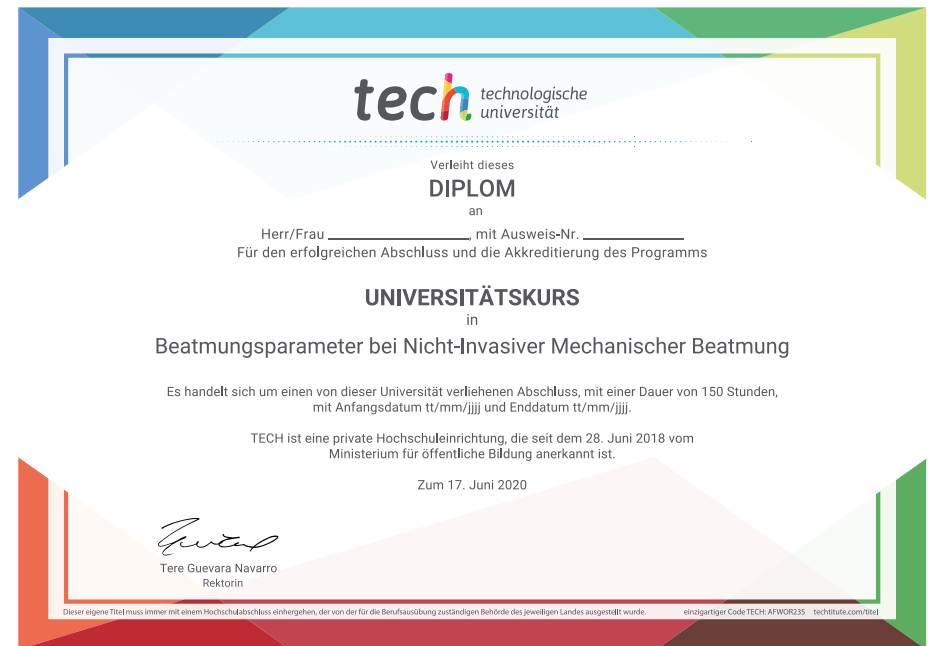 tech technologische
universität
Verleiht dieses
DIPLOM
an
Herr/Frau ____________________, mit Ausweis-Nr. ______________
Für den erfolgreichen Abschluss und die Akkreditierung des Programms
UNIVERSITÄTSKURS
in
Beatmungsparameter bei Nicht-Invasiver Mechanischer Beatmung
Es handelt sich um einen von dieser Universität verliehenen Abschluss, mit einer Dauer von 150 Stunden,
mit Anfangsdatum tt/mm/jjjj und Enddatum tt/mm/jjjj.
TECH ist eine private Hochschuleinrichtung, die seit dem 28. Juni 2018 vom
Ministerium für öffentliche Bildung anerkannt ist.
Zum 17. Juni 2020
Tere Guevara Navarro
Rektorin
Dieser eigene Titel muss immer mit einem Hochschulabschluss einhergehen, der von der für die Berufsausübung zuständigen Behörde des jeweiligen Landes ausgestellt wurde. einzigartiger Code TECH: AFWOR235 techtitute.com/titel